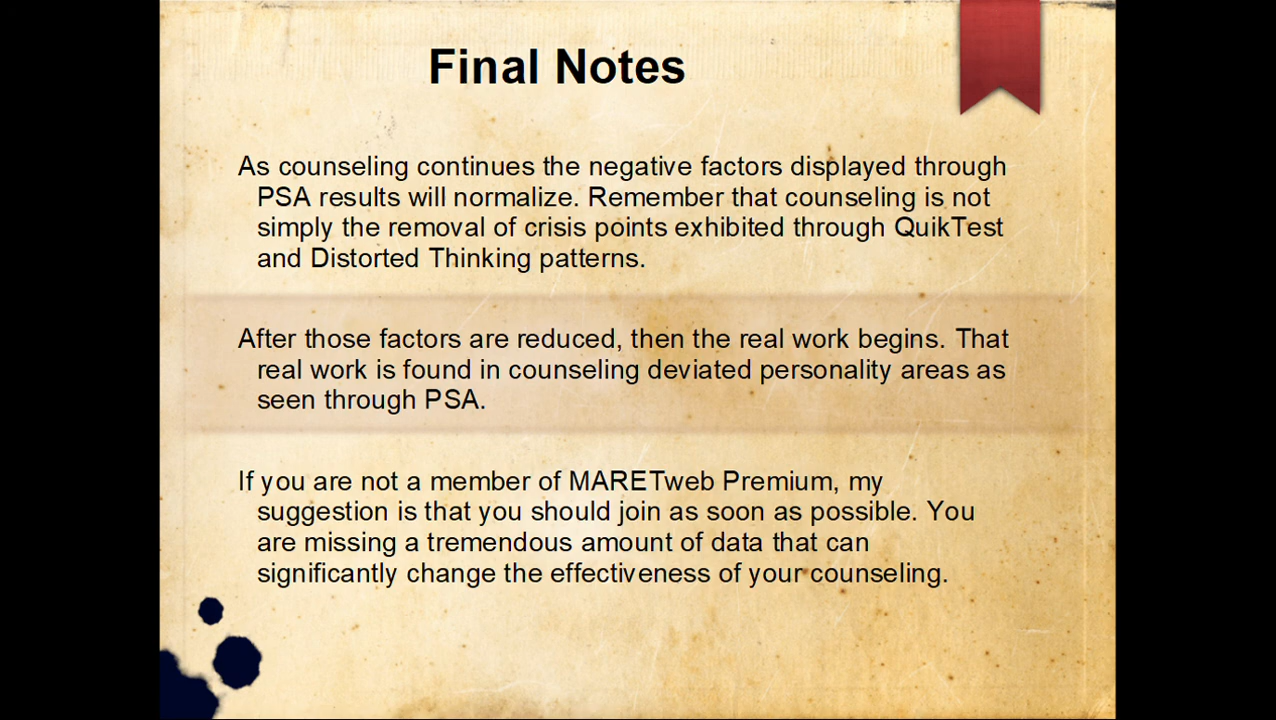 Final Notes
As counseling continues the negative factors displayed through
PSA results will normalize. Remember that counseling is not
simply the removal of crisis points exhibited through QuikTest
and Distorted Thinking patterns.
After those factors are reduced, then the real work begins. That
real work is found in counseling deviated personality areas as
seen through PSA.
If you are not a member of MARETweb Premium, my
suggestion is that you should join as soon as possible. You
are missing a tremendous amount of data that can
significantly change the effectiveness of your counseling.